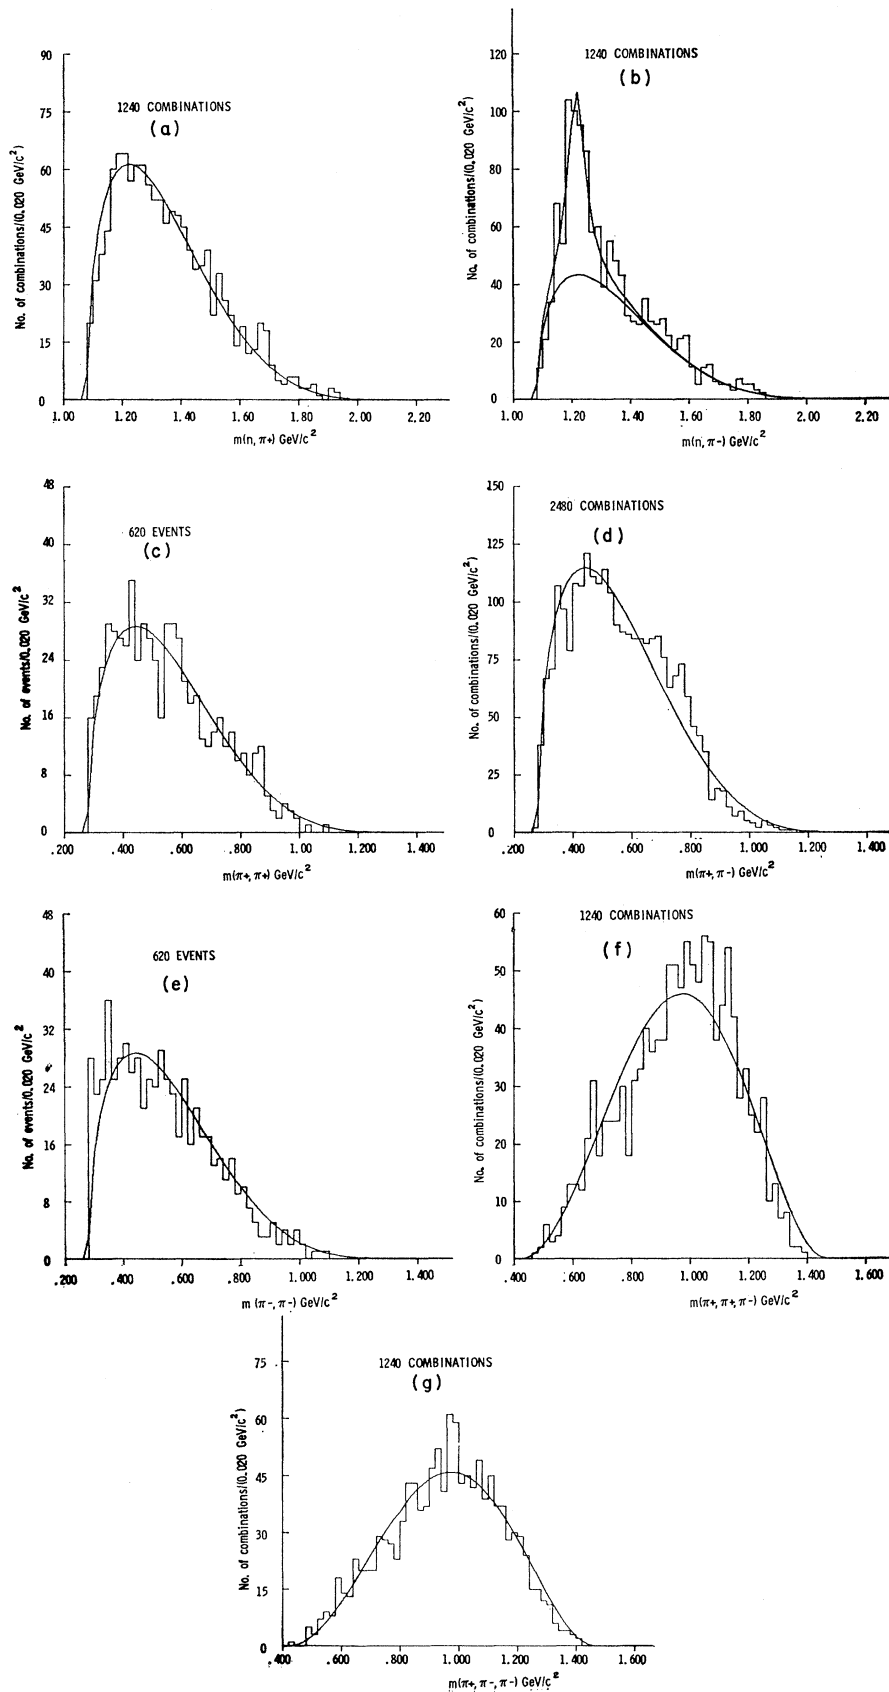 1240 COMBINATIONS
(a)
No. of combinations/(0.020 GeV/c²)
90
75
60
45
30
15
0
1.00 1.20 1.40 1.60 1.80 2.00 2.20
m(n, π+) GeV/c²
1240 COMBINATIONS
(b)
No. of combinations/(0.020 GeV/c²)
120
100
80
60
40
20
0
1.00 1.20 1.40 1.60 1.80 2.00 2.20
m(n, π-) GeV/c²
620 EVENTS
(c)
No. of events/0.020 GeV/c²
48
40
32
24
16
8
0
.200 .400 .600 .800 1.000 1.200 1.400
m(π+, π+) GeV/c²
2480 COMBINATIONS
(d)
No. of combinations/(0.020 GeV/c²)
150
125
100
75
50
25
0
.200 .400 .600 .800 1.000 1.200 1.400
m(π+, π-) GeV/c²
620 EVENTS
(e)
No. of events/0.020 GeV/c²
48
40
32
24
16
8
0
.200 .400 .600 .800 1.000 1.200 1.400
m (π-, π-) GeV/c²
1240 COMBINATIONS
(f)
No. of combinations/(0.020 GeV/c²)
60
50
40
30
20
10
0
.400 .600 .800 1.000 1.200 1.400 1.600
m(π+, π+, π-) GeV/c²
1240 COMBINATIONS
(g)
No. of combinations/(0.020 GeV/c²)
75
60
45
30
15
0
.400 .600 .800 1.000 1.200 1.400 1.600
m(π+, π-, π-) GeV/c²